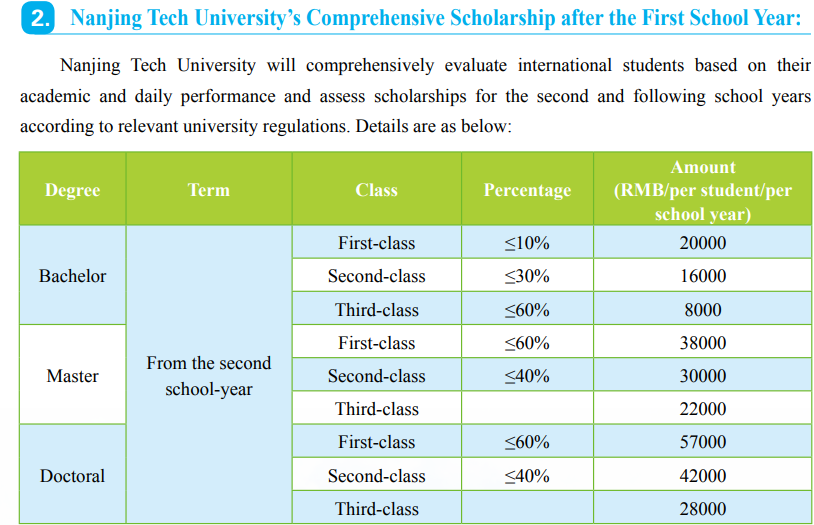 2. Nanjing Tech University's Comprehensive Scholarship after the First School Year:
Nanjing Tech University will comprehensively evaluate international students based on their
academic and daily performance and assess scholarships for the second and following school years
according to relevant university regulations. Details are as below:
Degree Term Class Percentage Amount
(RMB/per student/per
school year)
Bachelor
From the second
school-year
First-class ≤10% 20000
Second-class ≤30% 16000
Third-class ≤60% 8000
Master
First-class ≤60% 38000
Second-class ≤40% 30000
Third-class 22000
Doctoral
First-class ≤60% 57000
Second-class ≤40% 42000
Third-class 28000